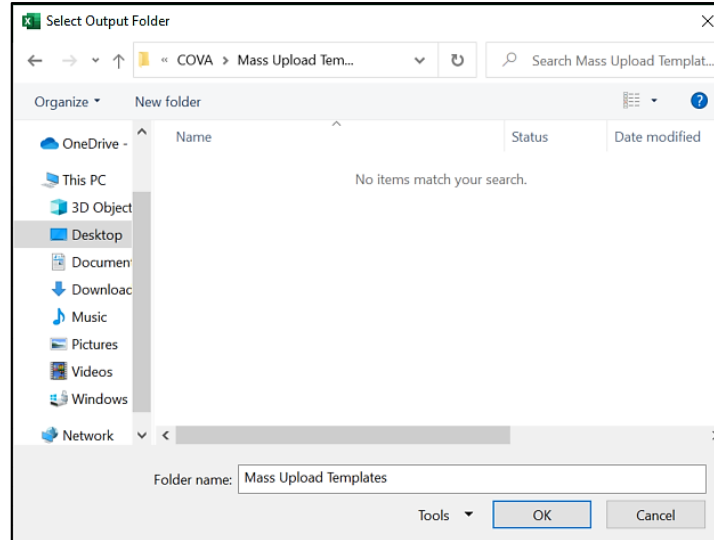 Select Output Folder
« COVA > Mass Upload Tem...
Search Mass Upload Templat...
Organize
New folder
?
Name
Status
Date modified
No items match your search.
OneDrive -
This PC
3D Object
Desktop
Documen
Downloac
Music
Pictures
Videos
Windows
Network
Folder name: Mass Upload Templates
Tools
OK
Cancel